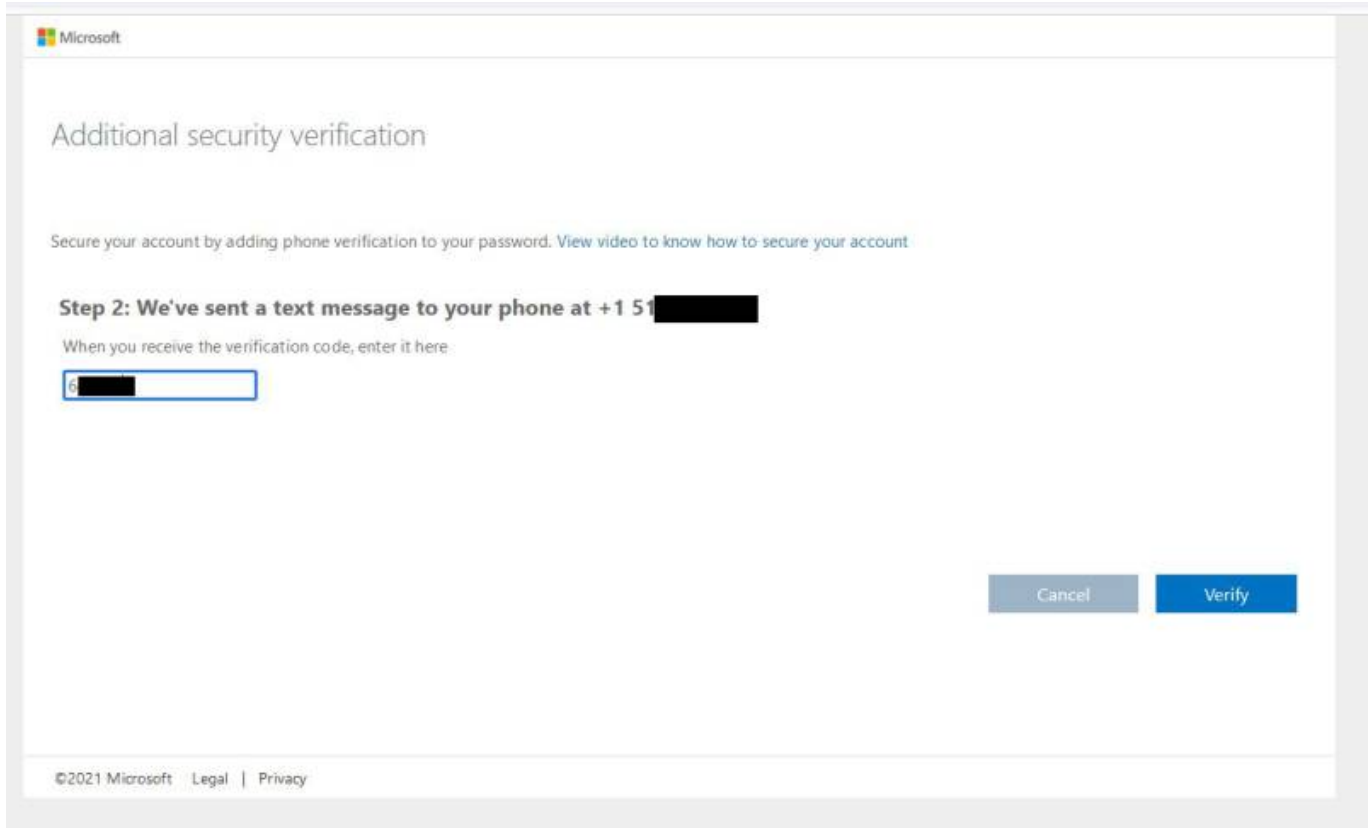 Microsoft
Additional security verification
Secure your account by adding phone verification to your password. View video to know how to secure your account
Step 2: We've sent a text message to your phone at +1 51
When you receive the verification code, enter it here
6
Cancel
Verify
©2021 Microsoft Legal | Privacy